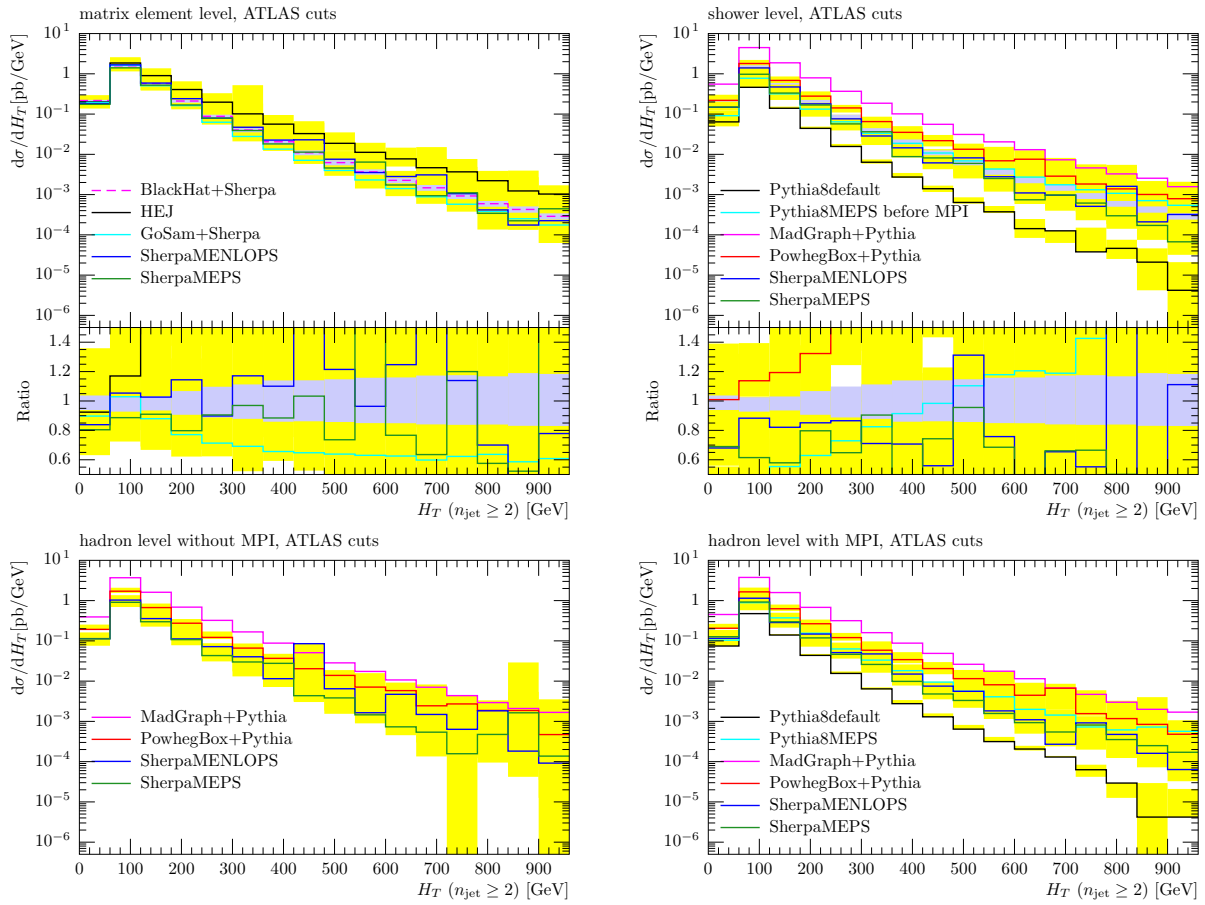 matrix element level, ATLAS cuts
dσ/dH_T [pb/GeV]
10^1
1
10^-1
10^-2
10^-3
10^-4
10^-5
10^-6
BlackHat+Sherpa
HEJ
GoSam+Sherpa
SherpaMENLOPS
SherpaMEPS
Ratio
1.4
1.2
1
0.8
0.6
0 100 200 300 400 500 600 700 800 900
H_T (n_jet ≥ 2) [GeV]
shower level, ATLAS cuts
dσ/dH_T [pb/GeV]
10^1
1
10^-1
10^-2
10^-3
10^-4
10^-5
10^-6
Pythia8default
Pythia8MEPS before MPI
MadGraph+Pythia
PowhegBox+Pythia
SherpaMENLOPS
SherpaMEPS
Ratio
1.4
1.2
1
0.8
0.6
0 100 200 300 400 500 600 700 800 900
H_T (n_jet ≥ 2) [GeV]
hadron level without MPI, ATLAS cuts
dσ/dH_T [pb/GeV]
10^1
1
10^-1
10^-2
10^-3
10^-4
10^-5
10^-6
MadGraph+Pythia
PowhegBox+Pythia
SherpaMENLOPS
SherpaMEPS
0 100 200 300 400 500 600 700 800 900
H_T (n_jet ≥ 2) [GeV]
hadron level with MPI, ATLAS cuts
dσ/dH_T [pb/GeV]
10^1
1
10^-1
10^-2
10^-3
10^-4
10^-5
10^-6
Pythia8default
Pythia8MEPS
MadGraph+Pythia
PowhegBox+Pythia
SherpaMENLOPS
SherpaMEPS
0 100 200 300 400 500 600 700 800 900
H_T (n_jet ≥ 2) [GeV]